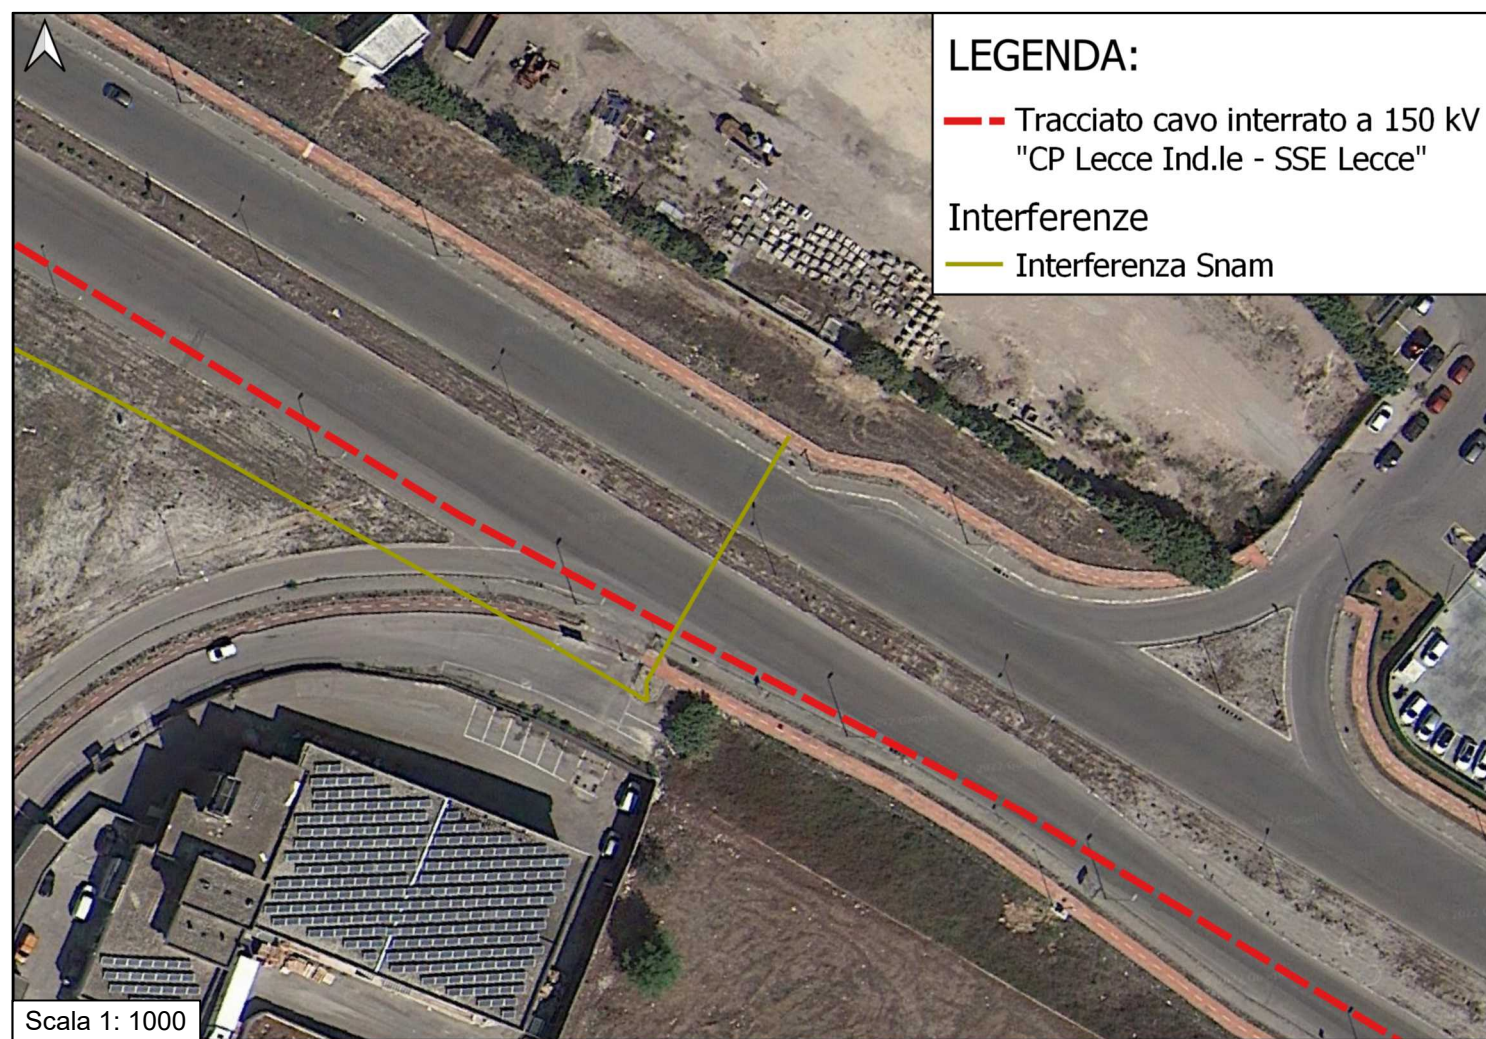 LEGENDA:
Tracciato cavo interrato a 150 kV
"CP Lecce Ind.le - SSE Lecce"
Interferenze
Interferenza Snam
Scala 1: 1000